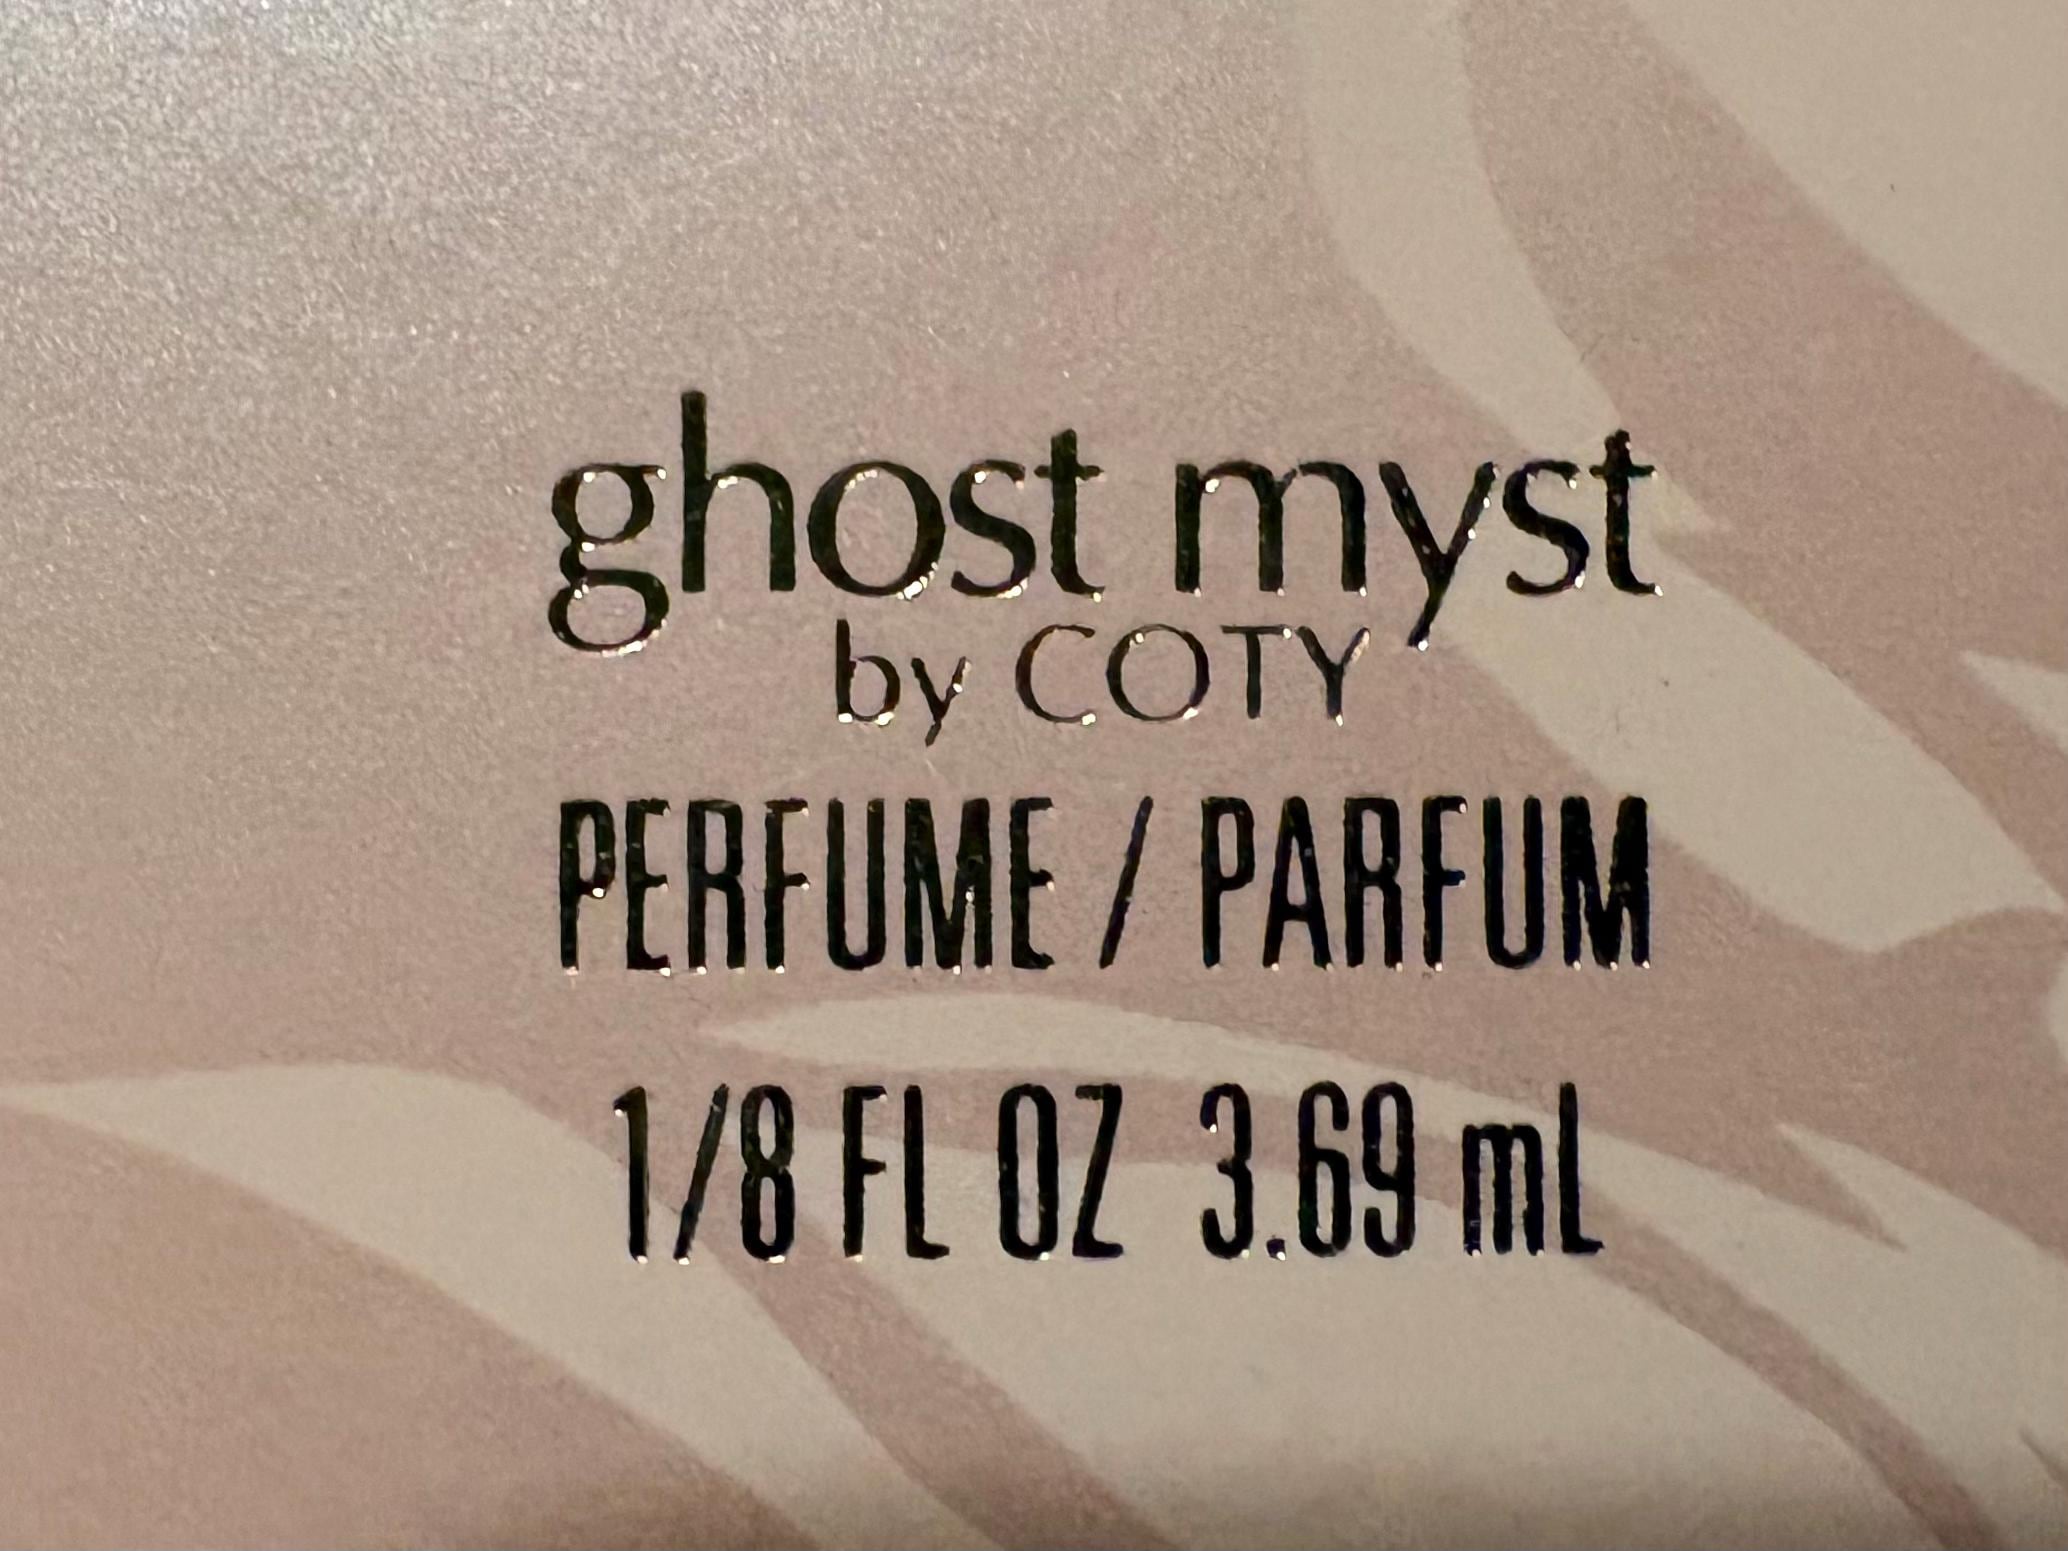 ghost myst
by COTY
PERFUME / PARFUM
1/8 FL OZ 3.69 mL